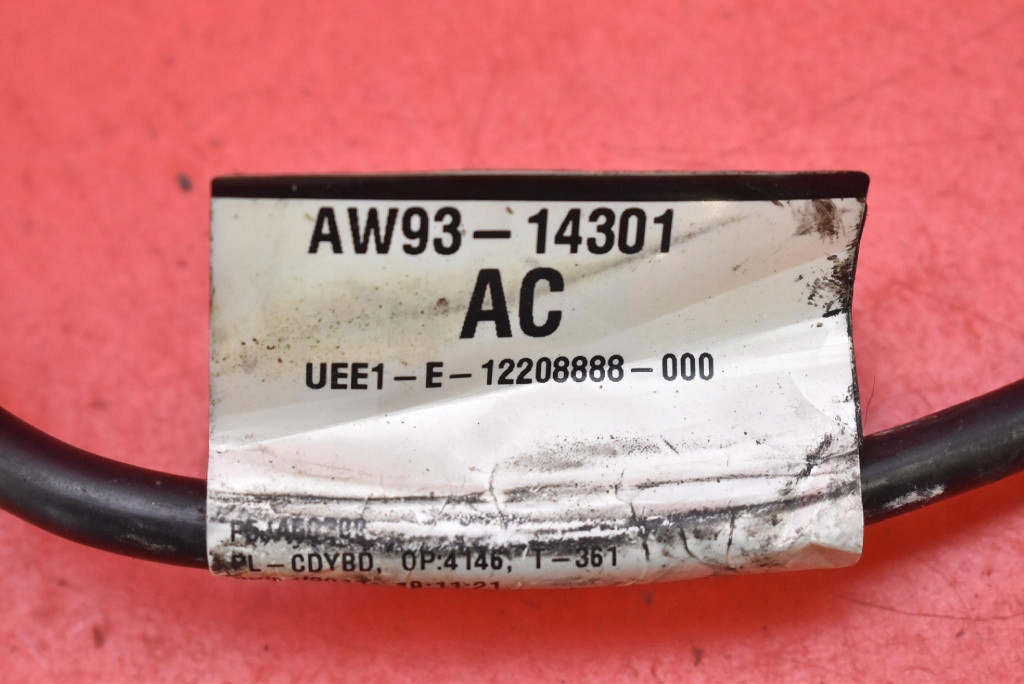 AW93-14301
AC
UEE1-E-12208888-000
PL-CDYBD, OP:4146, T-361